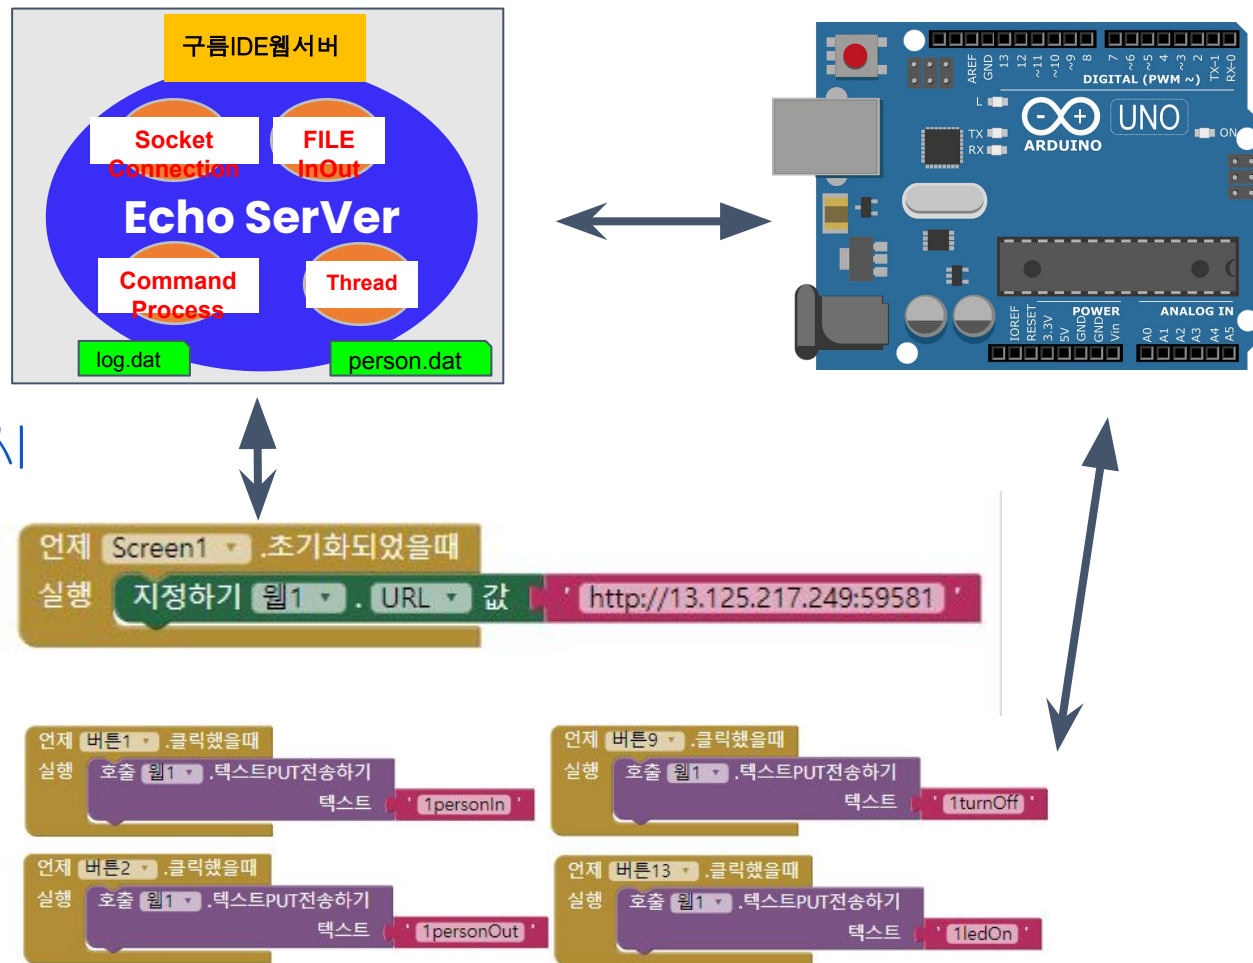 구름IDE웹서버
Socket
Connection
FILE
InOut
Echo SerVer
Command
Process
Thread
log.dat
person.dat
AREF
GND
13
12
~11
~10
~9
8
7
~6
~5
4
~3
2
TX-1
RX-0
DIGITAL (PWM ~)
L
TX
RX
ARDUINO
UNO
ON
IOREF
RESET
3.3V
5V
GND
GND
Vin
POWER
ANALOG IN
A0
A1
A2
A3
A4
A5
시
언제 Screen1 .초기화되었을때
실행 지정하기 웹1 . URL 값 ' http://13.125.217.249:59581 '
언제 버튼1 .클릭했을때
실행 호출 웹1 .텍스트PUT전송하기
텍스트 ' 1personIn '
언제 버튼9 .클릭했을때
실행 호출 웹1 .텍스트PUT전송하기
텍스트 ' 1turnOff '
언제 버튼2 .클릭했을때
실행 호출 웹1 .텍스트PUT전송하기
텍스트 ' 1personOut '
언제 버튼13 .클릭했을때
실행 호출 웹1 .텍스트PUT전송하기
텍스트 ' 1ledOn '